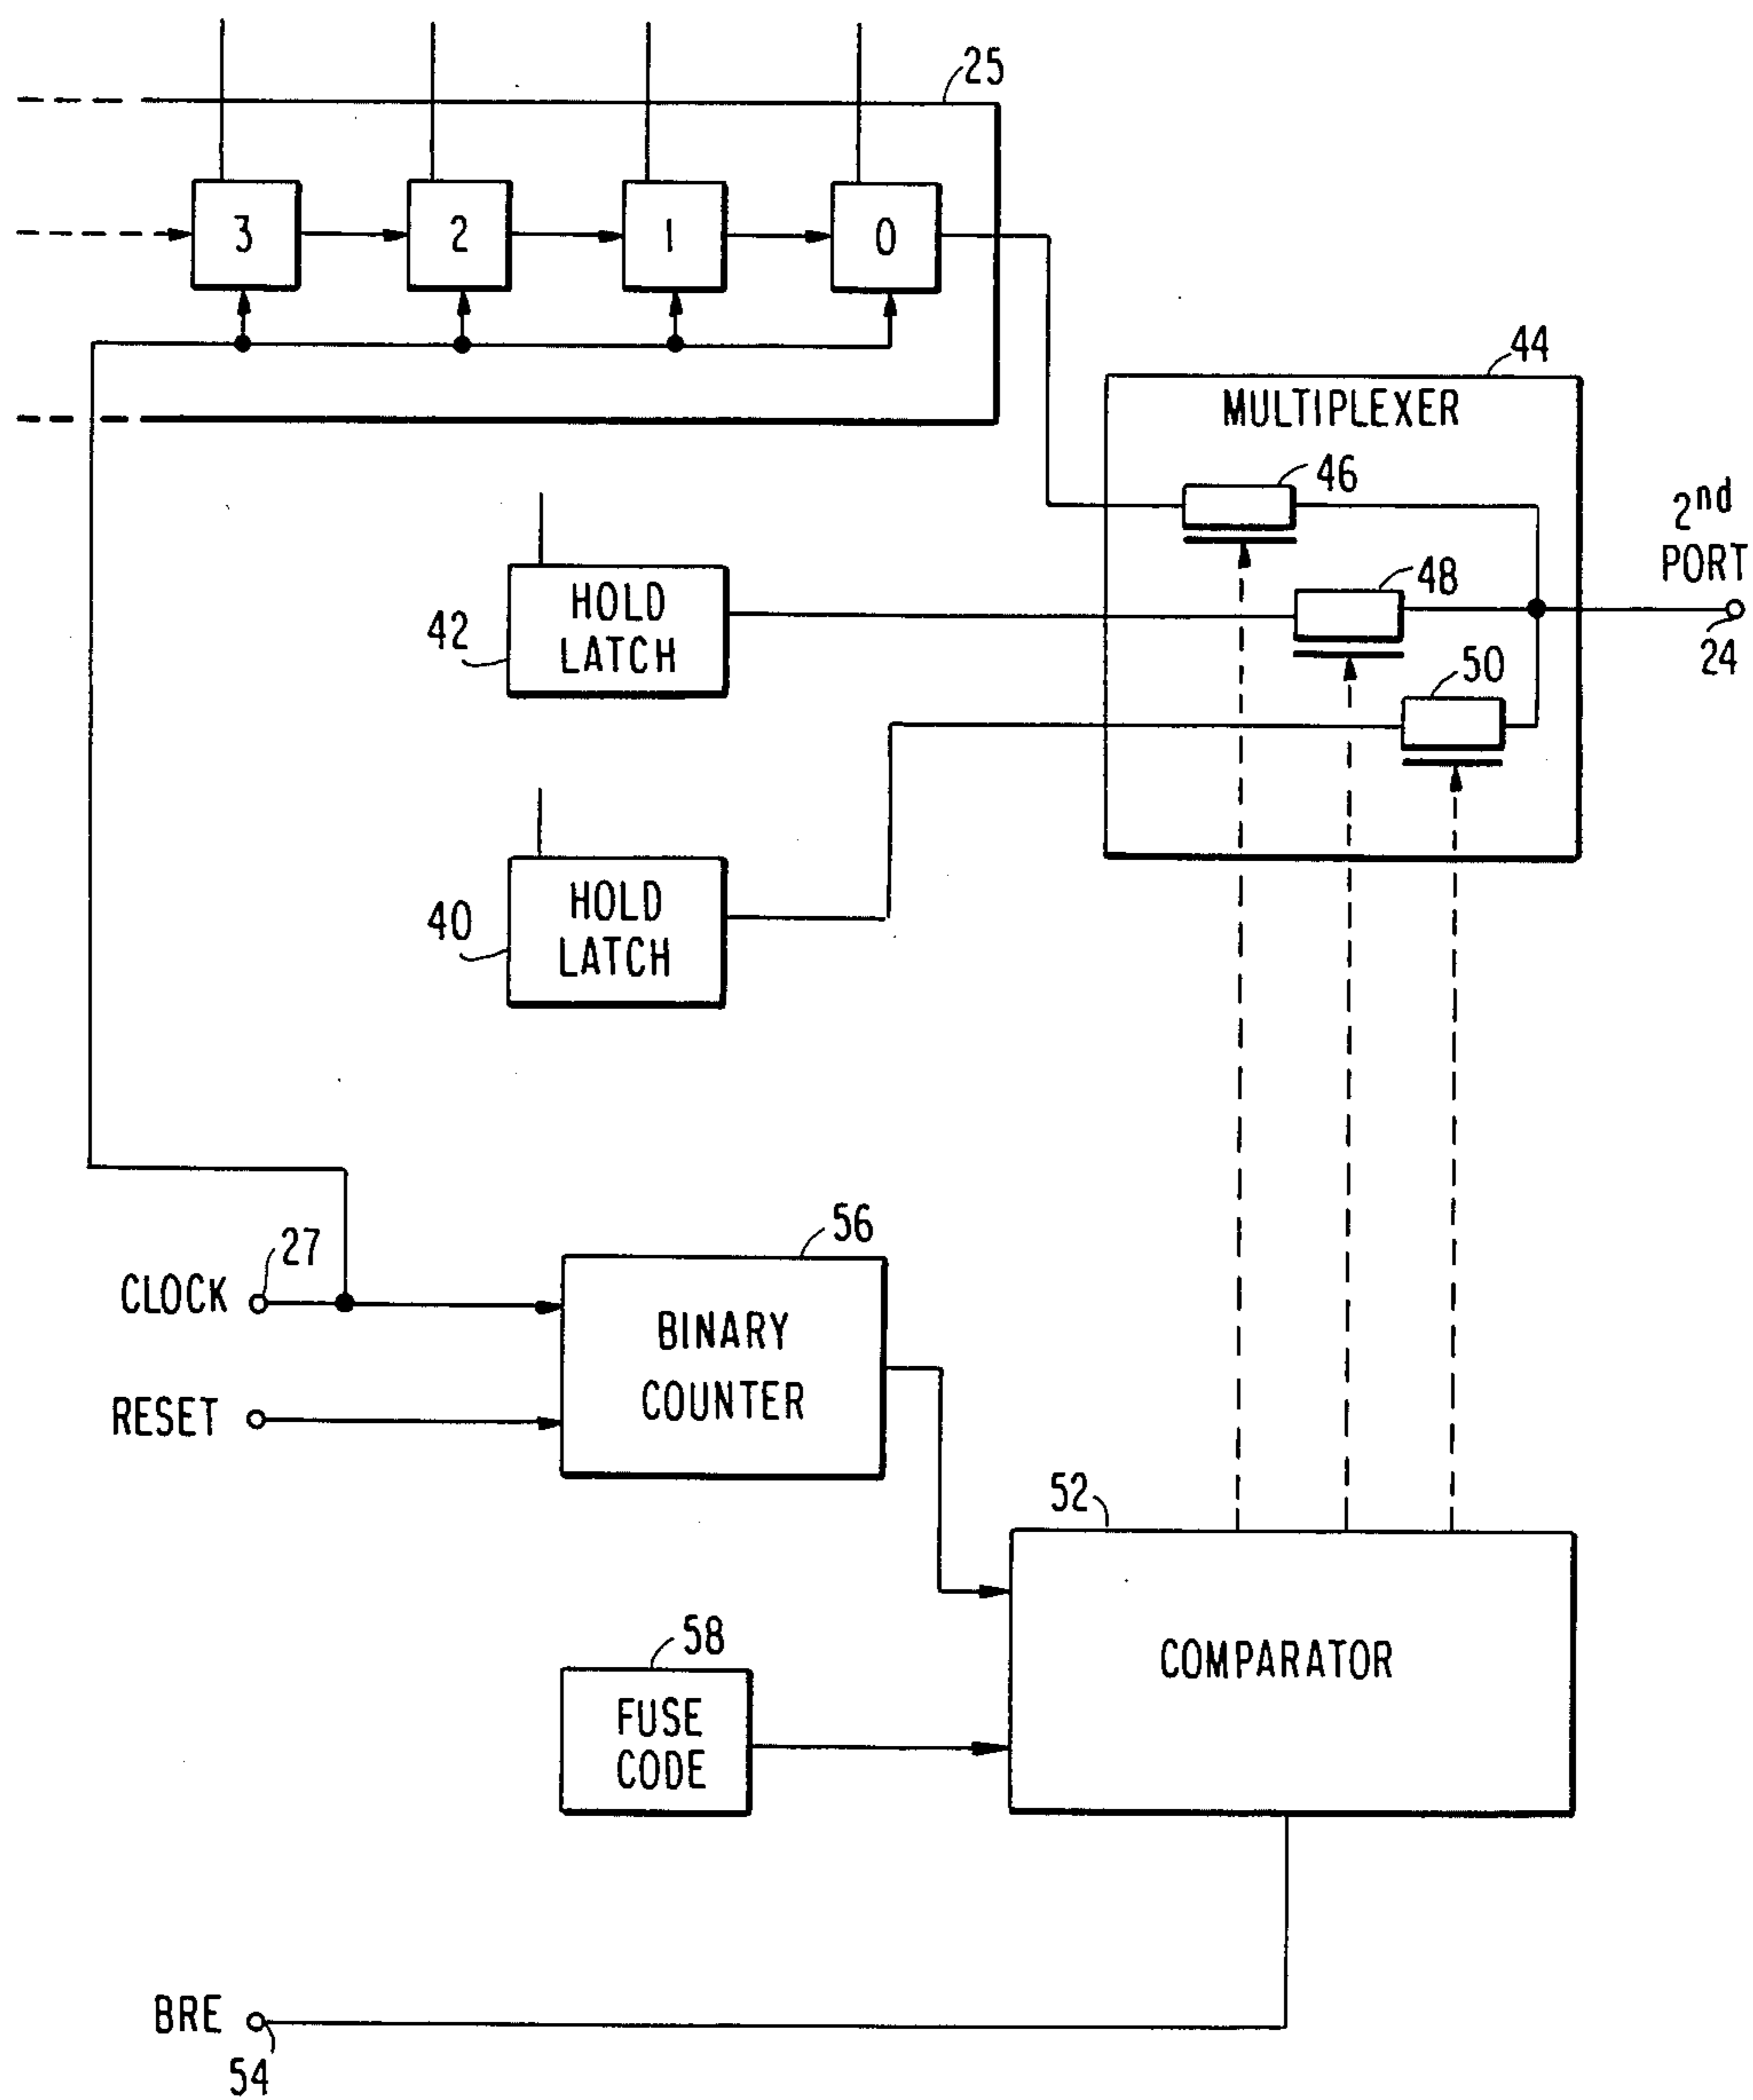 25
3 2 1 0
44
MULTIPLEXER
46
2nd
PORT
24
48
50
42
HOLD
LATCH
40
HOLD
LATCH
56
27
CLOCK
RESET
BINARY
COUNTER
52
COMPARATOR
58
FUSE
CODE
BRE
54